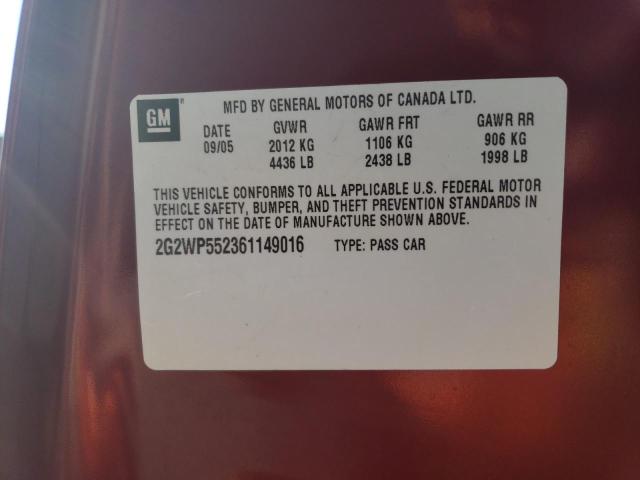 GM
MFD BY GENERAL MOTORS OF CANADA LTD.
DATE GVWR GAWR FRT GAWR RR
09/05 2012 KG 1106 KG 906 KG
4436 LB 2438 LB 1998 LB
THIS VEHICLE CONFORMS TO ALL APPLICABLE U.S. FEDERAL MOTOR
VEHICLE SAFETY, BUMPER, AND THEFT PREVENTION STANDARDS IN
EFFECT ON THE DATE OF MANUFACTURE SHOWN ABOVE.
2G2WP552361149016 TYPE: PASS CAR